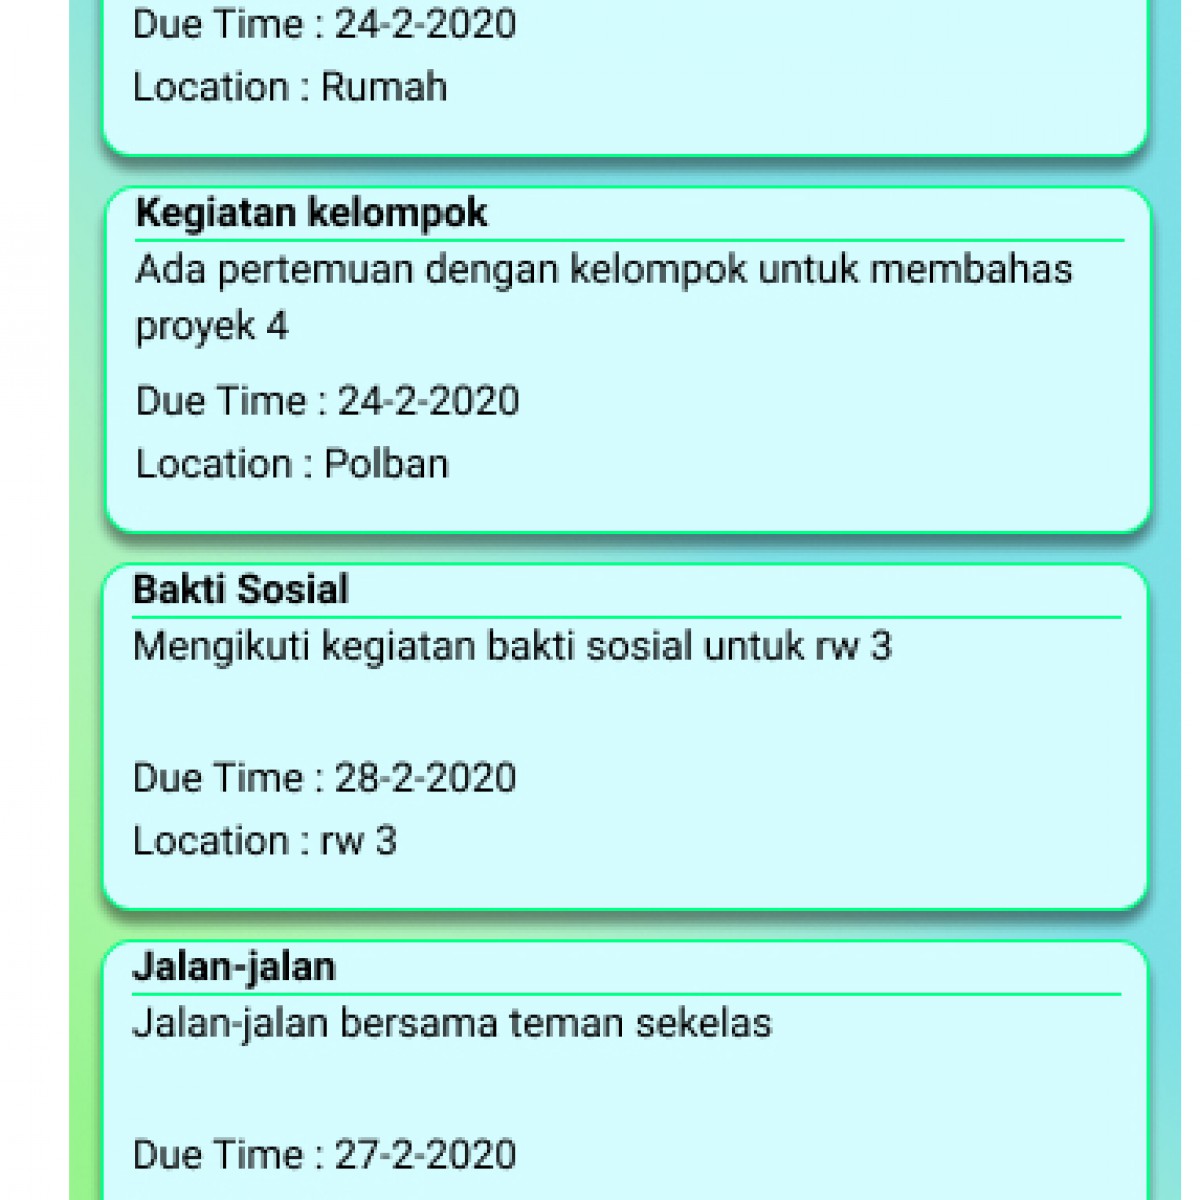 Due Time : 24-2-2020
Location : Rumah
Kegiatan kelompok
Ada pertemuan dengan kelompok untuk membahas
proyek 4
Due Time : 24-2-2020
Location : Polban
Bakti Sosial
Mengikuti kegiatan bakti sosial untuk rw 3
Due Time : 28-2-2020
Location : rw 3
Jalan-jalan
Jalan-jalan bersama teman sekelas
Due Time : 27-2-2020